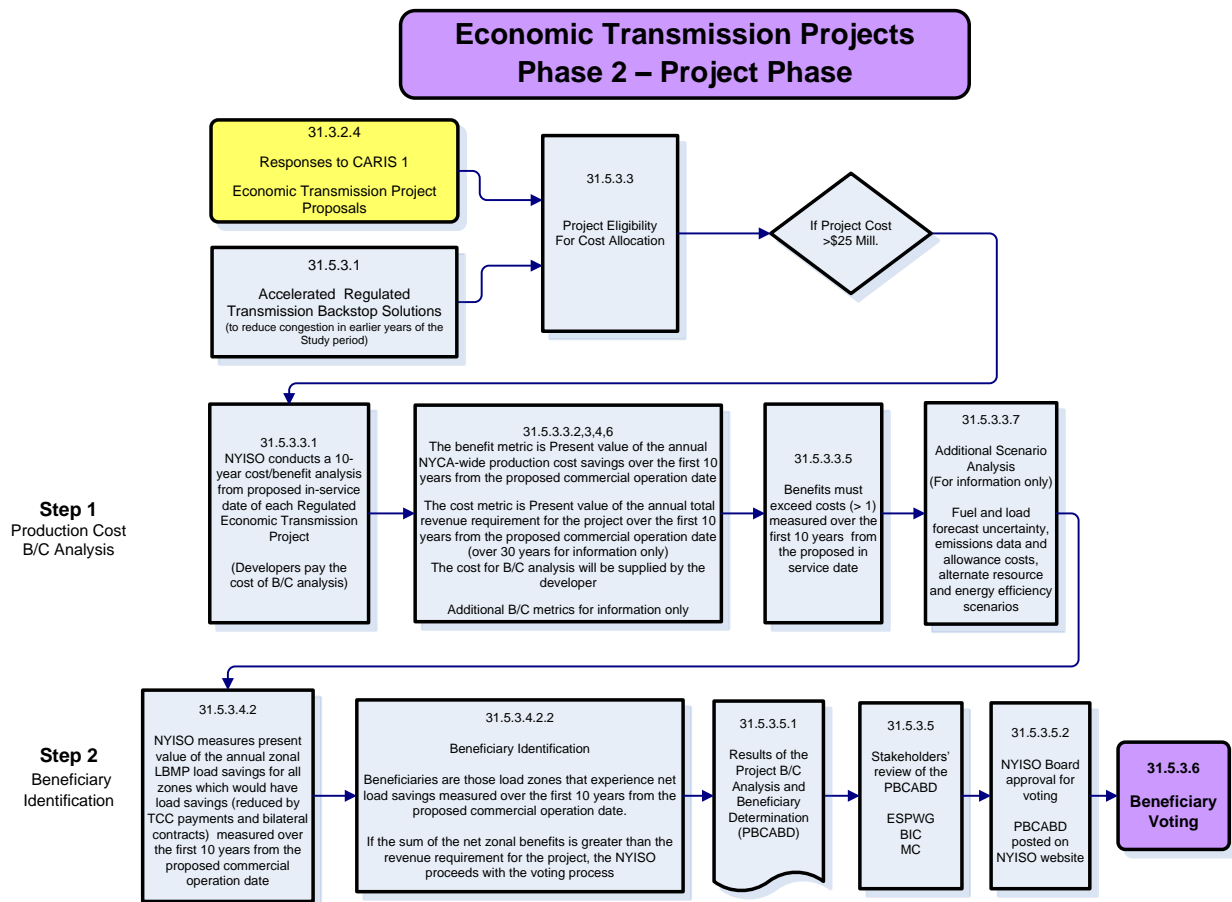 Economic Transmission Projects
Phase 2 – Project Phase
31.3.2.4
Responses to CARIS 1
Economic Transmission Project
Proposals
31.5.3.1
Accelerated Regulated
Transmission Backstop Solutions
(to reduce congestion in earlier years of the
Study period)
31.5.3.3
Project Eligibility
For Cost Allocation
If Project Cost
>$25 Mill.
Step 1
Production Cost
B/C Analysis
31.5.3.3.1
NYISO conducts a 10-
year cost/benefit analysis
from proposed in-service
date of each Regulated
Economic Transmission
Project
(Developers pay the
cost of B/C analysis)
31.5.3.3.2,3,4,6
The benefit metric is Present value of the annual
NYCA-wide production cost savings over the first 10
years from the proposed commercial operation date
The cost metric is Present value of the annual total
revenue requirement for the project over the first 10
years from the proposed commercial operation date
(over 30 years for information only)
The cost for B/C analysis will be supplied by the
developer
Additional B/C metrics for information only
31.5.3.3.5
Benefits must
exceed costs (> 1)
measured over the
first 10 years from
the proposed in
service date
31.5.3.3.7
Additional Scenario
Analysis
(For information only)
Fuel and load
forecast uncertainty,
emissions data and
allowance costs,
alternate resource
and energy efficiency
scenarios
Step 2
Beneficiary
Identification
31.5.3.4.2
NYISO measures present
value of the annual zonal
LBMP load savings for all
zones which would have
load savings (reduced by
TCC payments and bilateral
contracts) measured over
the first 10 years from the
proposed commercial
operation date
31.5.3.4.2.2
Beneficiary Identification
Beneficiaries are those load zones that experience net
load savings measured over the first 10 years from the
proposed commercial operation date.
If the sum of the net zonal benefits is greater than the
revenue requirement for the project, the NYISO
proceeds with the voting process
31.5.3.5.1
Results of the
Project B/C
Analysis and
Beneficiary
Determination
(PBCABD)
31.5.3.5
Stakeholders'
review of the
PBCABD
ESPWG
BIC
MC
31.5.3.5.2
NYISO Board
approval for
voting
PBCABD
posted on
NYISO website
31.5.3.6
Beneficiary
Voting